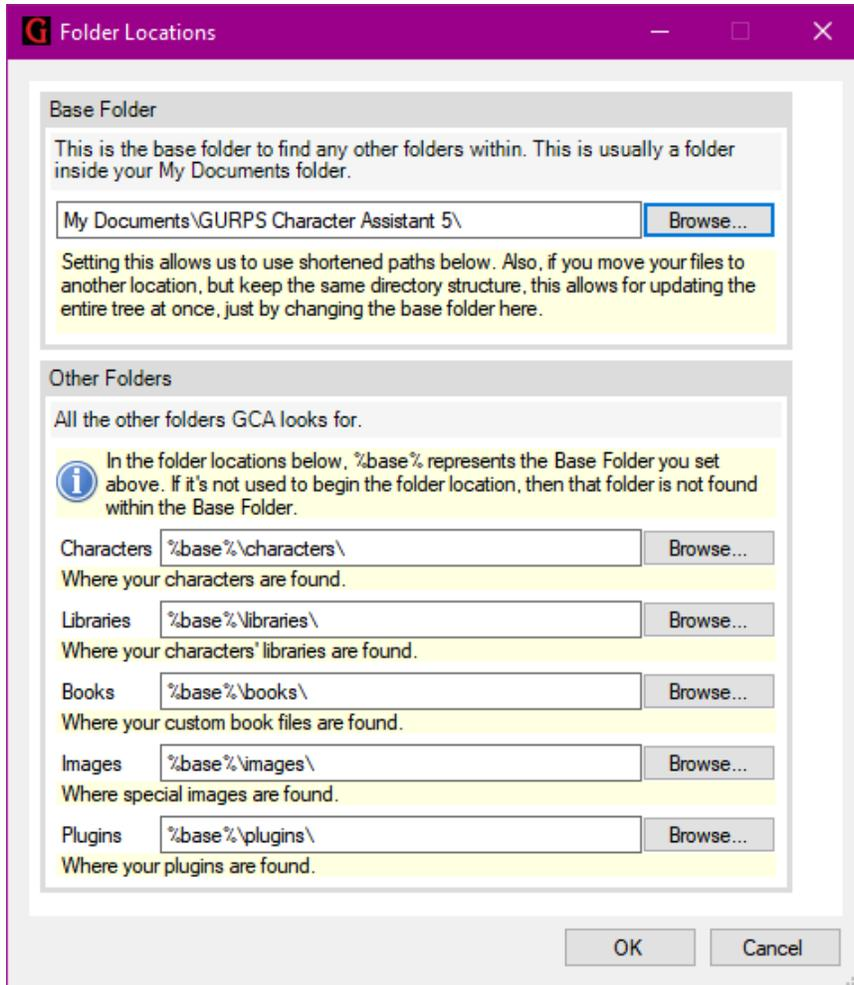 G Folder Locations
Base Folder
This is the base folder to find any other folders within. This is usually a folder
inside your My Documents folder.
My Documents\GURPS Character Assistant 5\ Browse...
Setting this allows us to use shortened paths below. Also, if you move your files to
another location, but keep the same directory structure, this allows for updating the
entire tree at once, just by changing the base folder here.
Other Folders
All the other folders GCA looks for.
In the folder locations below, %base% represents the Base Folder you set
above. If it's not used to begin the folder location, then that folder is not found
within the Base Folder.
Characters %base%\characters\ Browse...
Where your characters are found.
Libraries %base%\libraries\ Browse...
Where your characters' libraries are found.
Books %base%\books\ Browse...
Where your custom book files are found.
Images %base%\images\ Browse...
Where special images are found.
Plugins %base%\plugins\ Browse...
Where your plugins are found.
OK Cancel